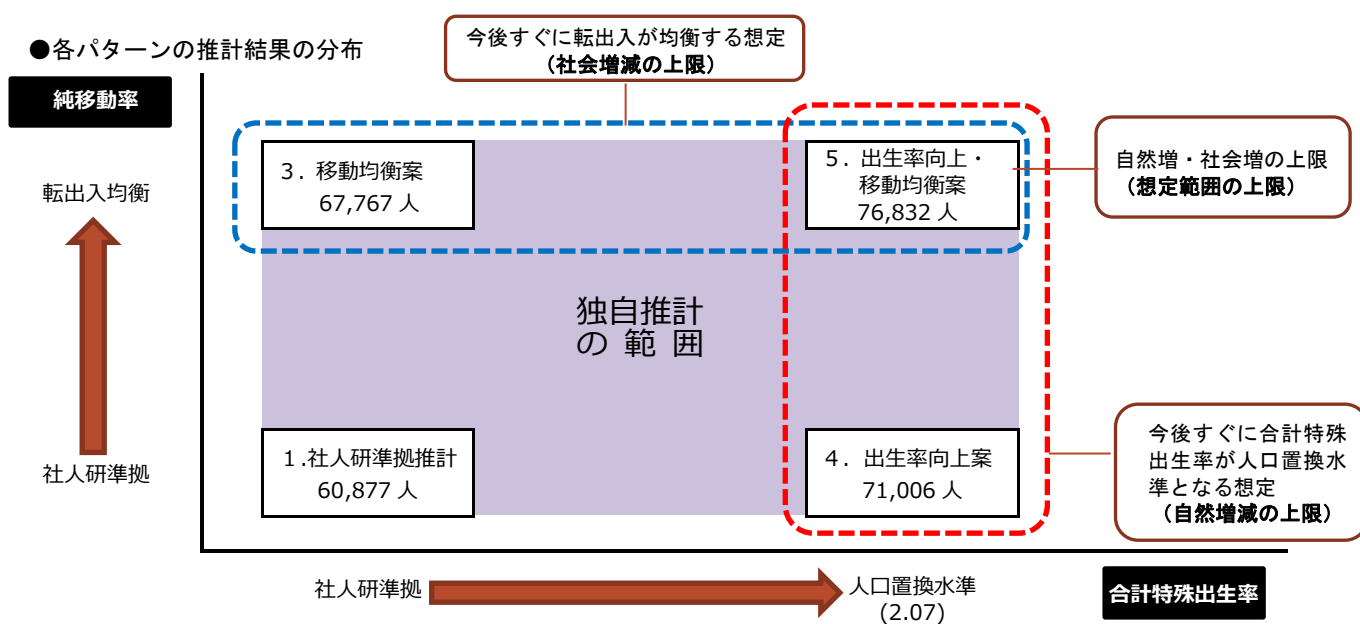 ●各パターンの推計結果の分布
今後すぐに転出入が均衡する想定
（社会増減の上限）
純移動率
3．移動均衡案
67,767 人
5．出生率向上・
移動均衡案
76,832 人
自然増・社会増の上限
（想定範囲の上限）
転出入均衡
独自推計
の 範 囲
社人研準拠
1.社人研準拠推計
60,877 人
4．出生率向上案
71,006 人
今後すぐに合計特殊
出生率が人口置換水
準となる想定
（自然増減の上限）
社人研準拠
人口置換水準
(2.07)
合計特殊出生率